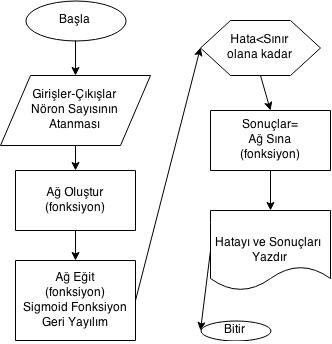 Başla
Girişler-Çıkışlar
Nöron Sayısının
Atanması
Ağ Oluştur
(fonksiyon)
Ağ Eğit
(fonksiyon)
Sigmoid Fonksiyon
Geri Yayılım
Hata<Sınır
olana kadar
Sonuçlar=
Ağ Sına
(fonksiyon)
Hatayı ve Sonuçları
Yazdır
Bitir